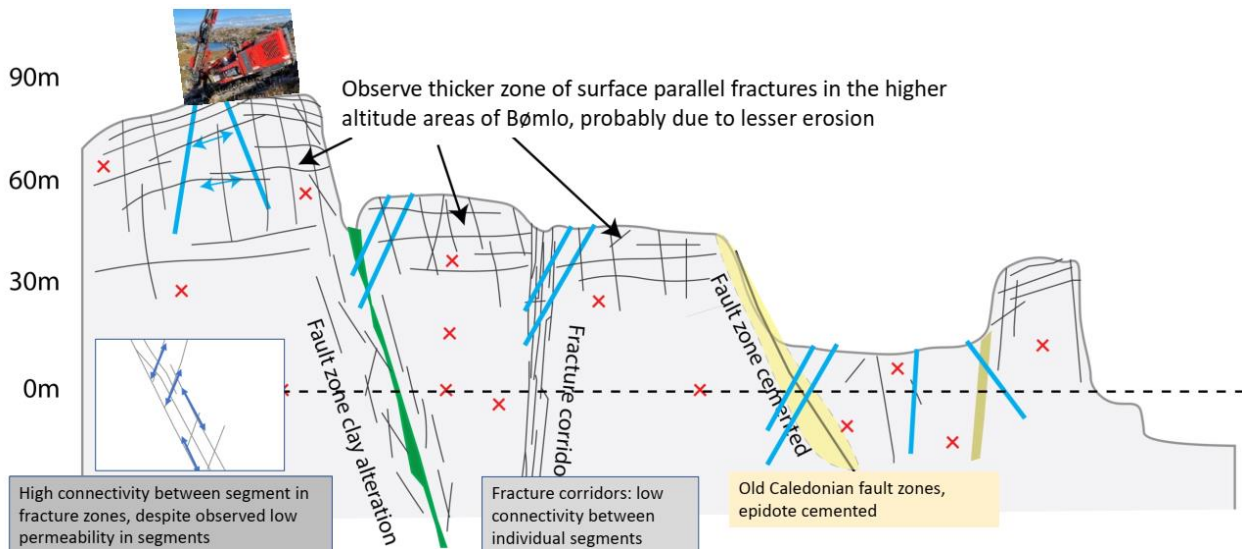 90m
Observe thicker zone of surface parallel fractures in the higher
altitude areas of Bømlo, probably due to lesser erosion
60m
30m
0m
Fault zone clay alteration
Fracture corrido
Fault zone cemented
High connectivity between segment in
fracture zones, despite observed low
permeability in segments
Fracture corridors: low
connectivity between
individual segments
Old Caledonian fault zones,
epidote cemented